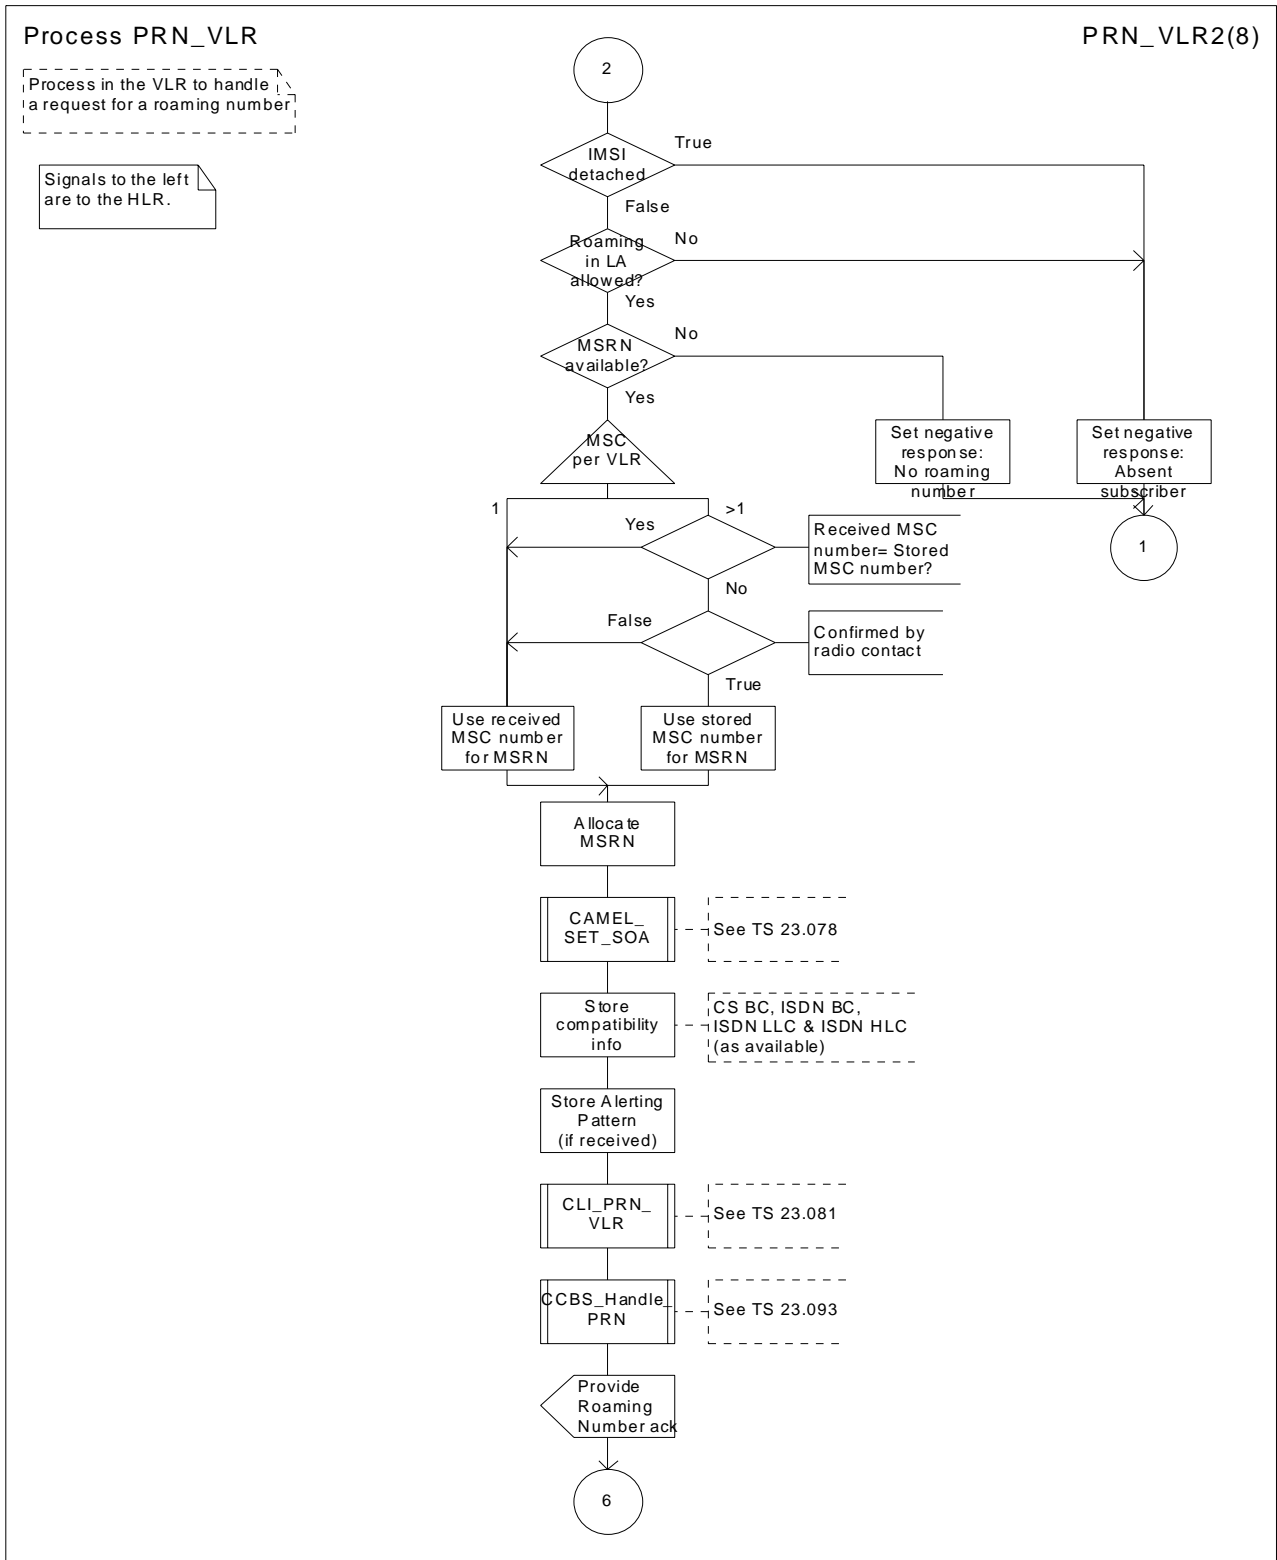 Process PRN_VLR
PRN_VLR2(8)
Process in the VLR to handle
a request for a roaming number
Signals to the left
are to the HLR.
2
IMSI
detached
True
False
Roaming
in LA
allowed?
No
Yes
MSRN
available?
No
Yes
MSC
per VLR
Set negative
response:
No roaming
number
Set negative
response:
Absent
subscriber
1
>1
Yes
Received MSC
number= Stored
MSC number?
1
No
False
Confirmed by
radio contact
True
Use received
MSC number
for MSRN
Use stored
MSC number
for MSRN
Allocate
MSRN
CAMEL_
SET_SOA
See TS 23.078
Store
compatibility
info
CS BC, ISDN BC,
ISDN LLC & ISDN HLC
(as available)
Store Alerting
Pattern
(if received)
CLI_PRN_
VLR
See TS 23.081
CCBS_Handle_
PRN
See TS 23.093
Provide
Roaming
Number ack
6